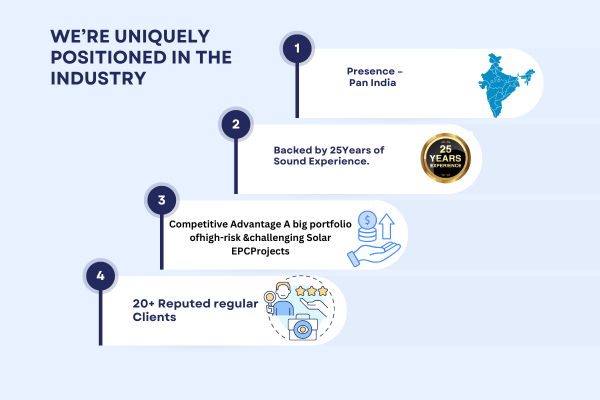 WE'RE UNIQUELY
POSITIONED IN THE
INDUSTRY
1
Presence –
Pan India
2
Backed by 25Years of
Sound Experience.
25
YEARS
EXPERIENCE
3
Competitive Advantage A big portfolio
ofhigh-risk &challenging Solar
EPCProjects
$
4
20+ Reputed regular
Clients